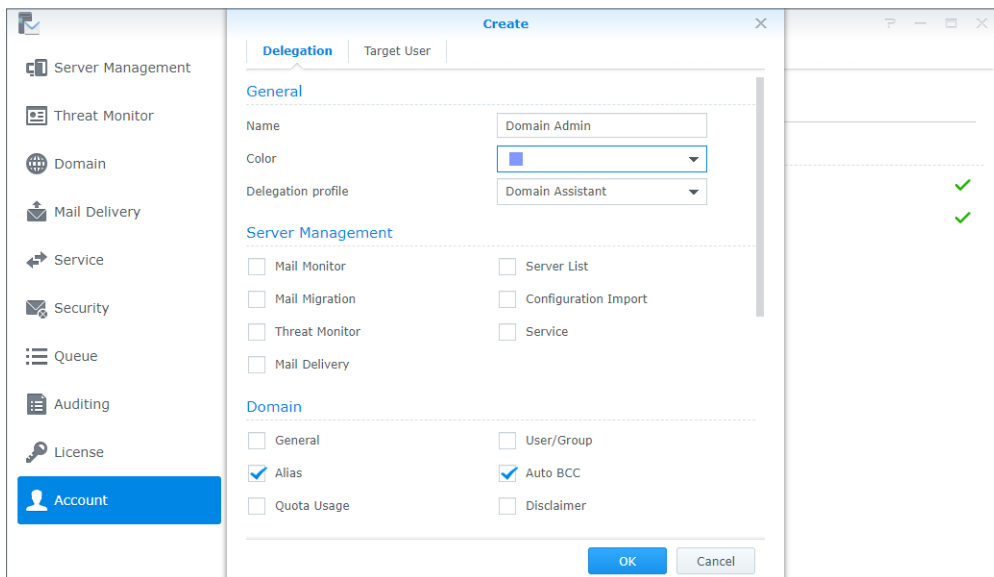 Create
Delegation
Target User
Server Management
Threat Monitor
Domain
Mail Delivery
Service
Security
Queue
Auditing
License
Account
General
Name
Domain Admin
Color
Delegation profile
Domain Assistant
Server Management
Mail Monitor
Server List
Mail Migration
Configuration Import
Threat Monitor
Service
Mail Delivery
Domain
General
User/Group
Alias
Auto BCC
Quota Usage
Disclaimer
OK
Cancel